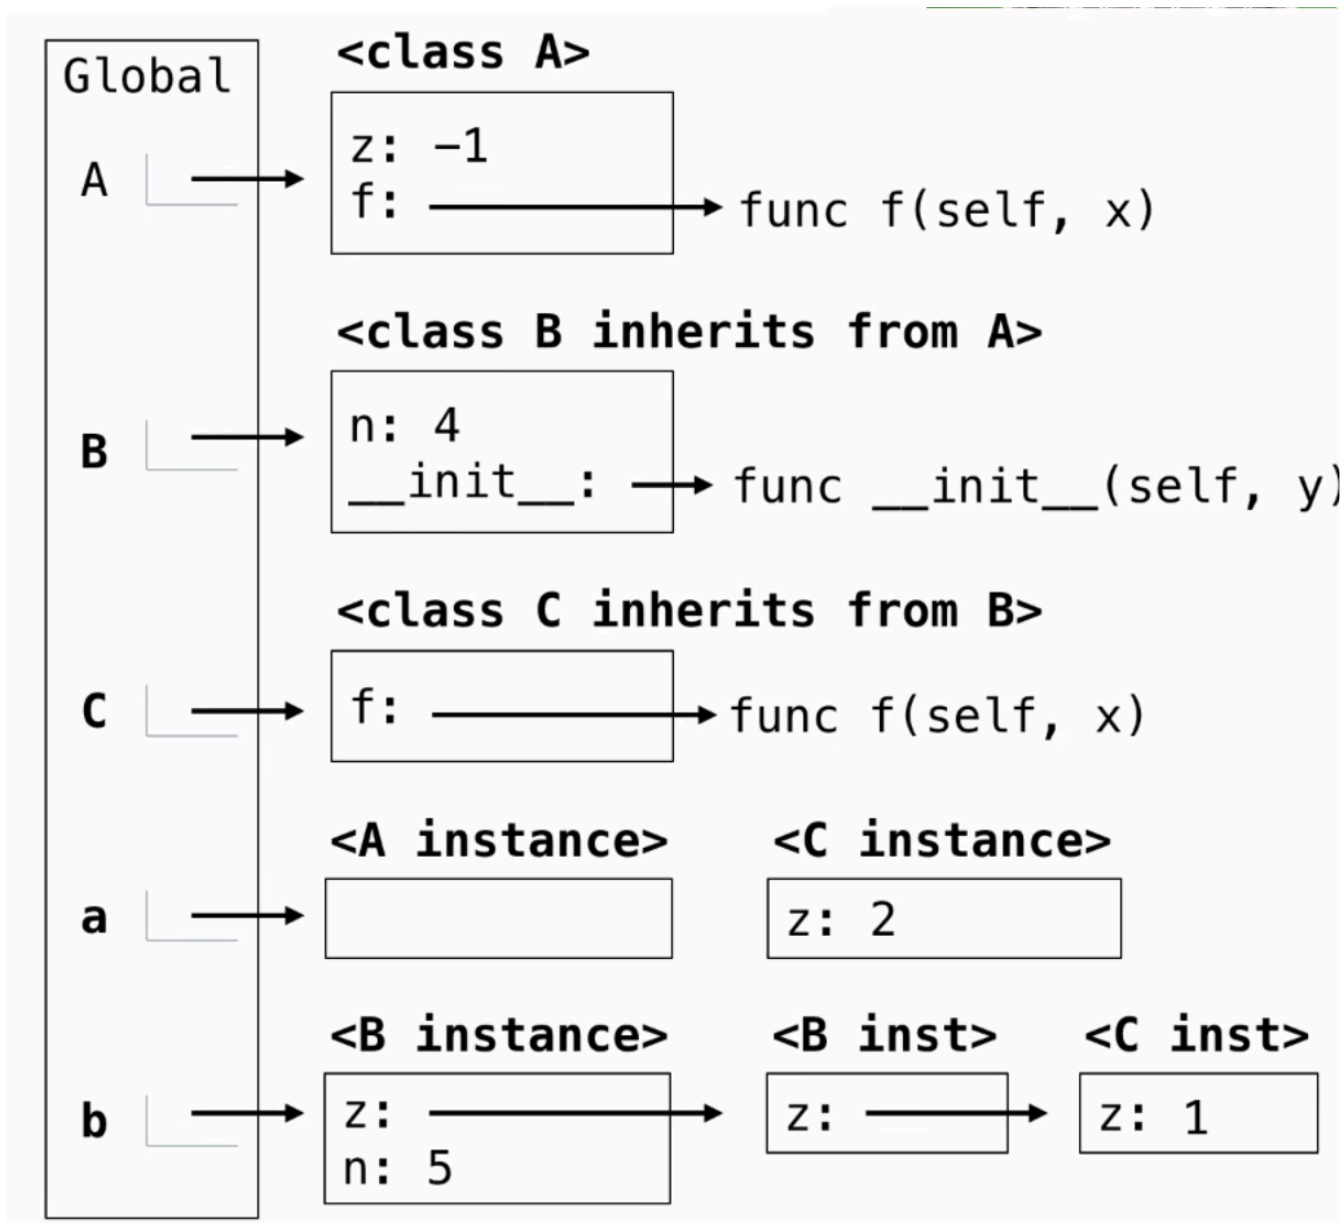 Global
<class A>
A
z: −1
f:
func f(self, x)
<class B inherits from A>
B
n: 4
__init__:
func __init__(self, y)
<class C inherits from B>
C
f:
func f(self, x)
<A instance>
<C instance>
a
z: 2
<B instance>
<B inst>
<C inst>
b
z:
n: 5
z:
z: 1